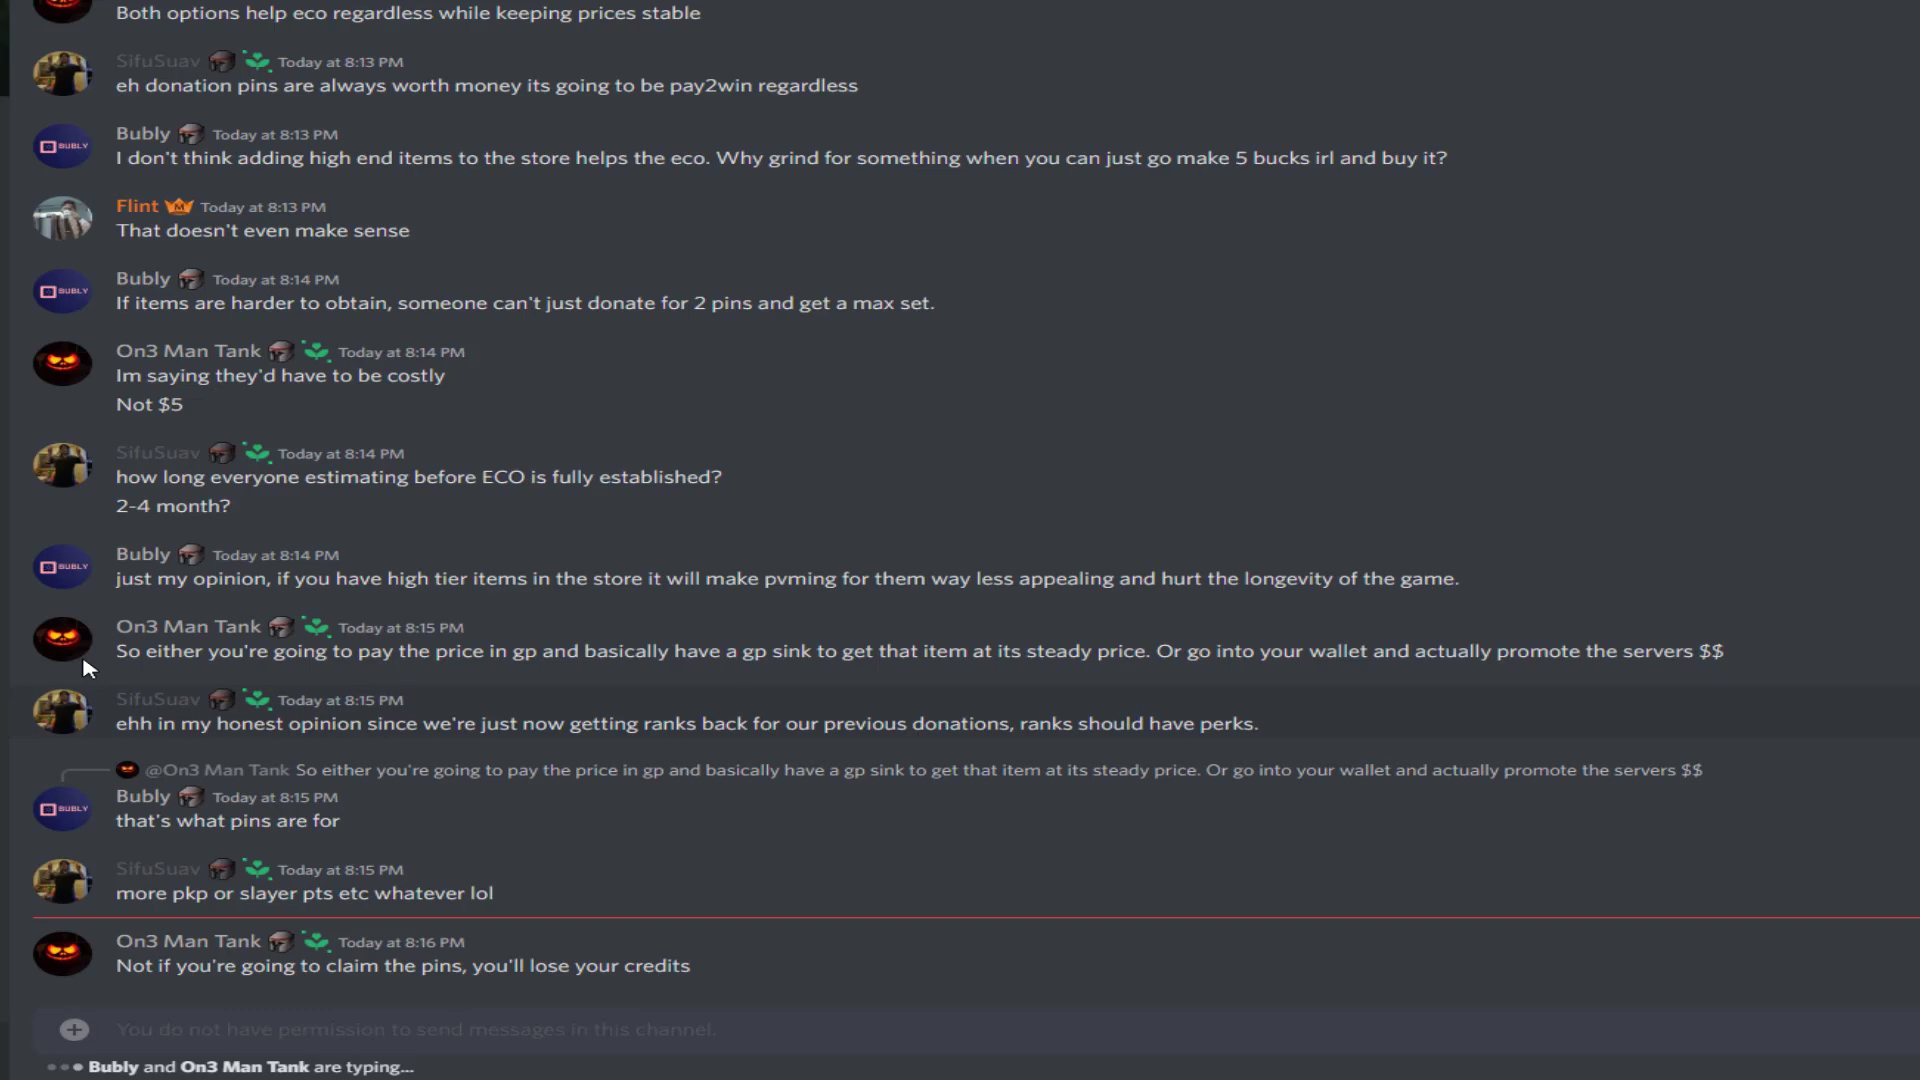 Both options help eco regardless while keeping prices stable
SifuSuav Today at 8:13 PM
eh donation pins are always worth money its going to be pay2win regardless
BUBLY
Bubly Today at 8:13 PM
I don't think adding high end items to the store helps the eco. Why grind for something when you can just go make 5 bucks irl and buy it?
Flint M Today at 8:13 PM
That doesn't even make sense
BUBLY
Bubly Today at 8:14 PM
If items are harder to obtain, someone can't just donate for 2 pins and get a max set.
On3 Man Tank Today at 8:14 PM
Im saying they'd have to be costly
Not $5
SifuSuav Today at 8:14 PM
how long everyone estimating before ECO is fully established?
2-4 month?
BUBLY
Bubly Today at 8:14 PM
just my opinion, if you have high tier items in the store it will make pvming for them way less appealing and hurt the longevity of the game.
On3 Man Tank Today at 8:15 PM
So either you're going to pay the price in gp and basically have a gp sink to get that item at its steady price. Or go into your wallet and actually promote the servers $$
SifuSuav Today at 8:15 PM
ehh in my honest opinion since we're just now getting ranks back for our previous donations, ranks should have perks.
@On3 Man Tank So either you're going to pay the price in gp and basically have a gp sink to get that item at its steady price. Or go into your wallet and actually promote the servers $$
BUBLY
Bubly Today at 8:15 PM
that's what pins are for
SifuSuav Today at 8:15 PM
more pkp or slayer pts etc whatever lol
On3 Man Tank Today at 8:16 PM
Not if you're going to claim the pins, you'll lose your credits
You do not have permission to send messages in this channel.
Bubly and On3 Man Tank are typing...